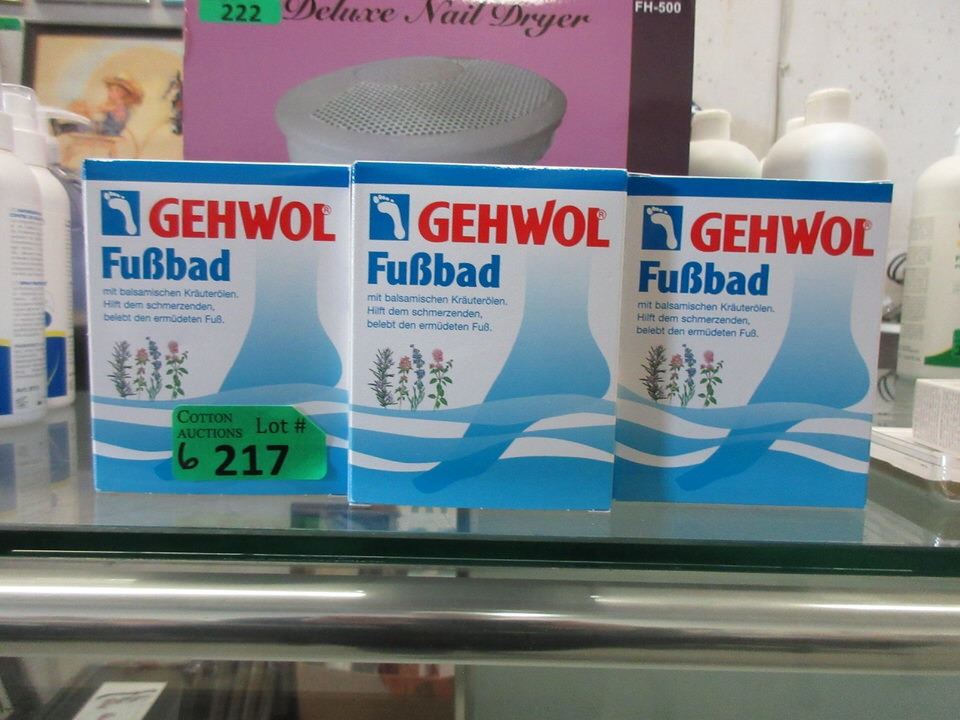 222
Deluxe Nail Dryer
FH-500
GEHWOL®
Fußbad
mit balsamischen Kräuterölen.
Hilft dem schmerzenden,
belebt den ermüdeten Fuß.
GEHWOL®
Fußbad
mit balsamischen Kräuterölen.
Hilft dem schmerzenden,
belebt den ermüdeten Fuß.
GEHWOL®
Fußbad
mit balsamischen Kräuterölen.
Hilft dem schmerzenden,
belebt den ermüdeten Fuß.
COTTON
AUCTIONS Lot #
6 217